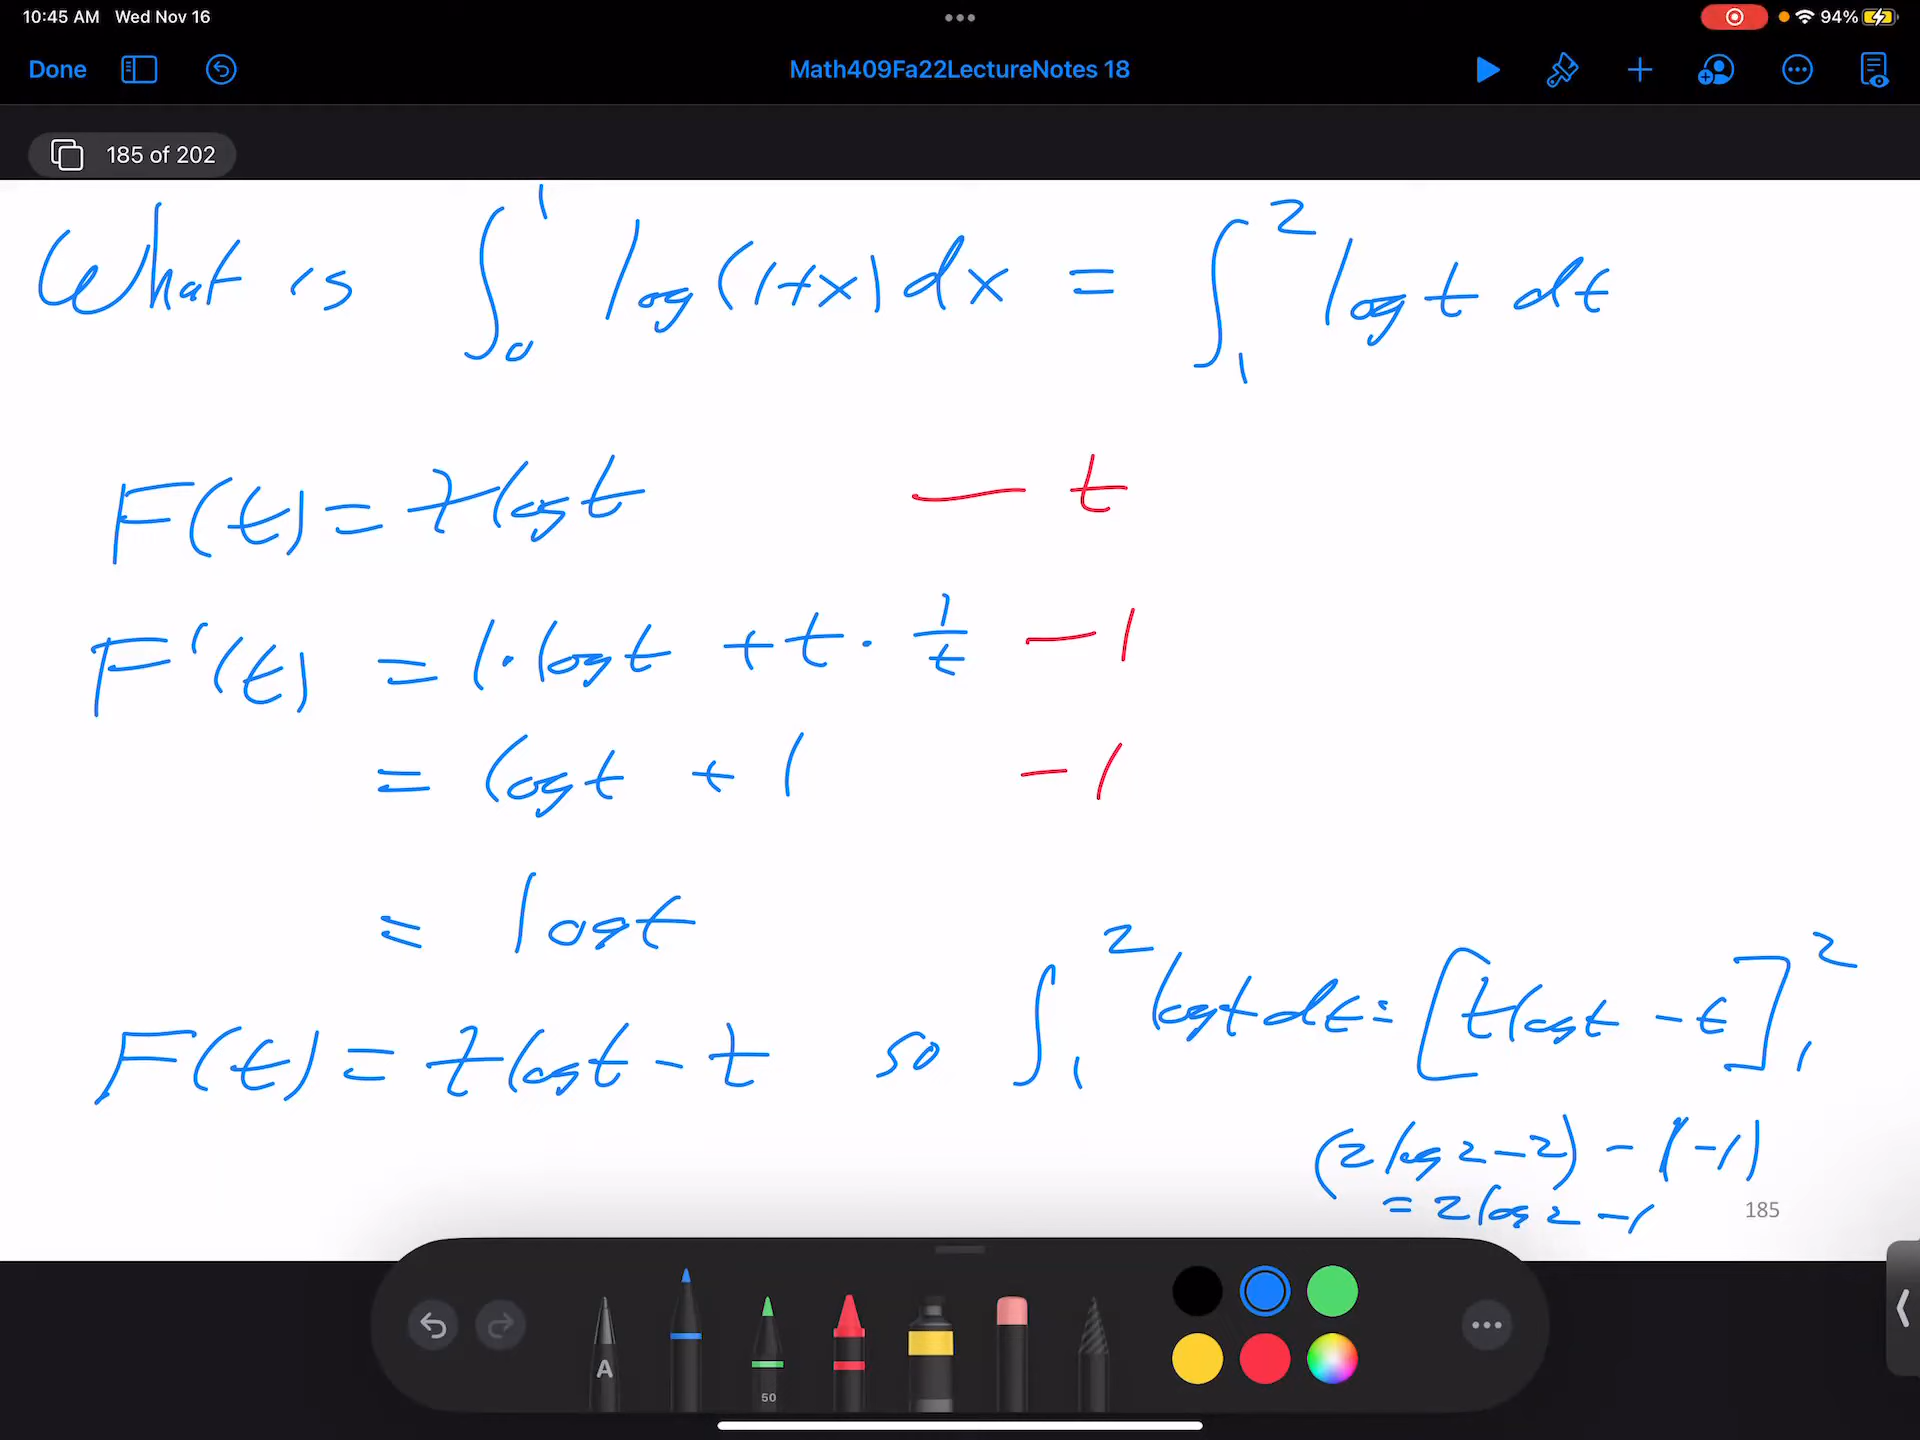 10:45 AM Wed Nov 16
94%
Done
Math409Fa22LectureNotes 18
185 of 202
What is ∫₀¹ log(1+x)dx = ∫₁² log t dt
F(t) = t log t — t
F'(t) = 1·log t + t · 1/t — 1
= log t + 1 - 1
= log t
F(t) = t log t - t so ∫₁² log t dt = [t log t - t]₁²
(2 log 2 - 2) - (-1)
= 2 log 2 - 1
185
A
50